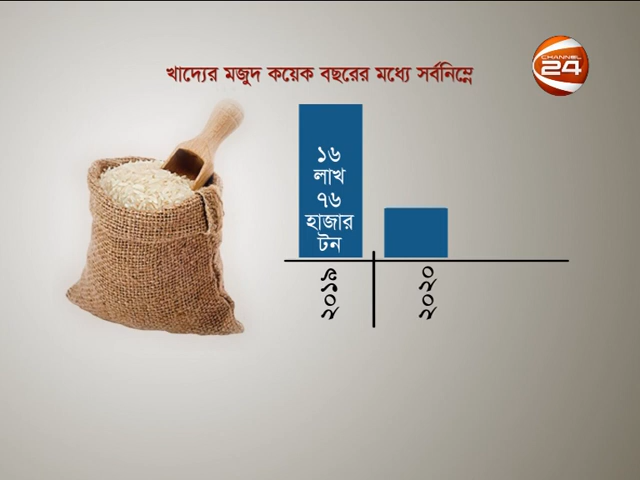 খাদ্যের মজুদ কয়েক বছরের মধ্যে সর্বনিম্নে
CHANNEL
24
১৬
লাখ
৭৬
হাজার
টন
২০১৯
২০২০